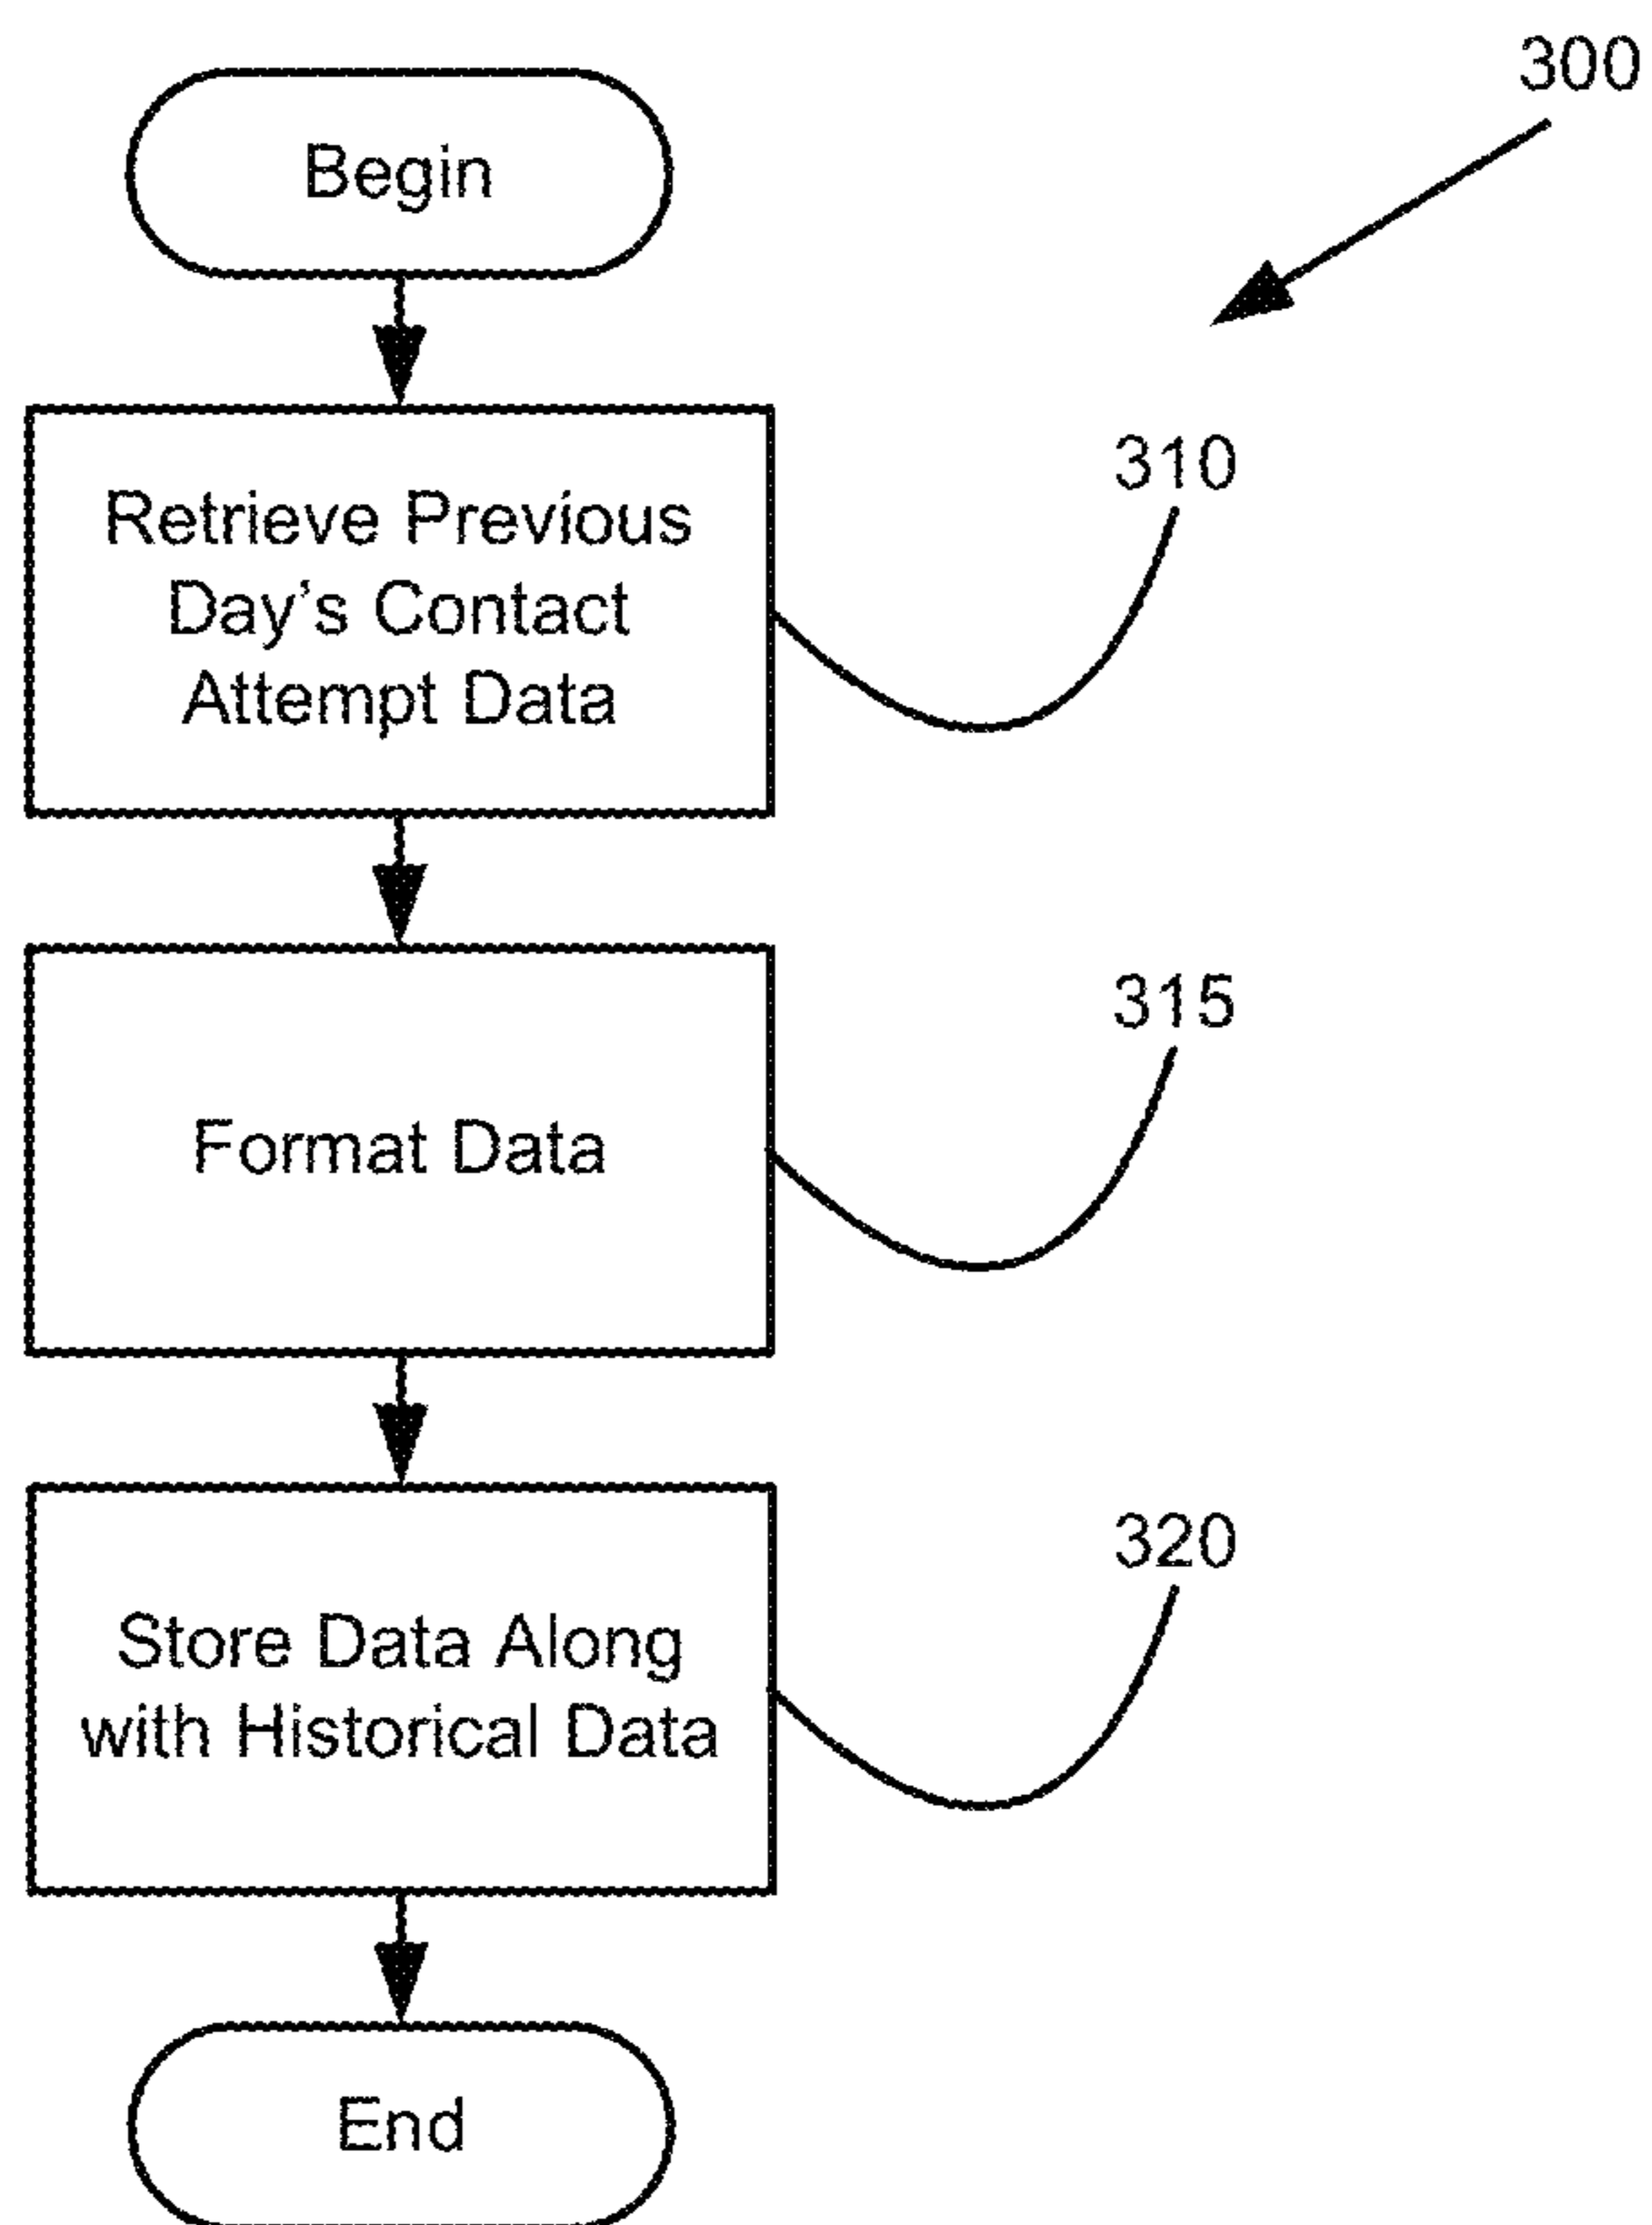 300
Begin
310
Retrieve Previous
Day's Contact
Attempt Data
315
Format Data
320
Store Data Along
with Historical Data
End